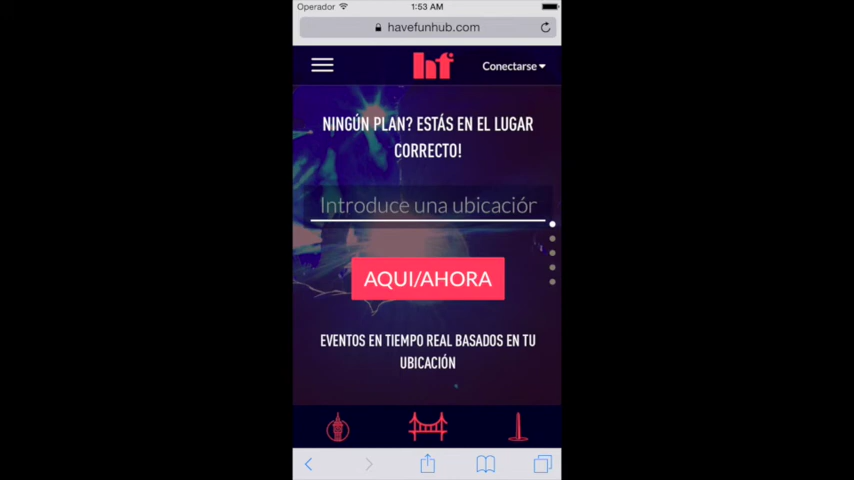 Operador
1:53 AM
havefunhub.com
hf
Conectarse
NINGÚN PLAN? ESTÁS EN EL LUGAR
CORRECTO!
Introduce una ubicación
AQUI/AHORA
EVENTOS EN TIEMPO REAL BASADOS EN TU
UBICACIÓN